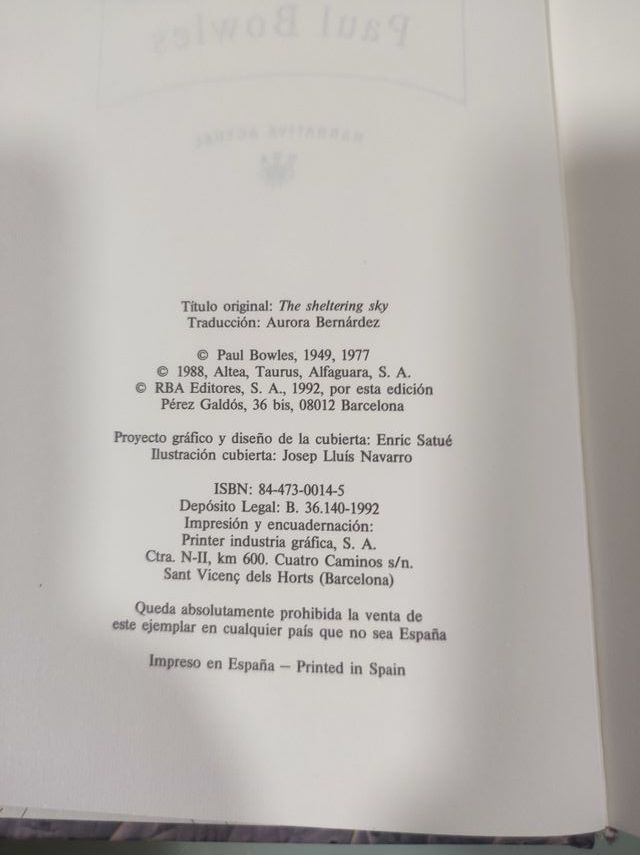 Paul Bowles
NARRATIVA ACTUAL
Título original: The sheltering sky
Traducción: Aurora Bernárdez
© Paul Bowles, 1949, 1977
© 1988, Altea, Taurus, Alfaguara, S. A.
© RBA Editores, S. A., 1992, por esta edición
Pérez Galdós, 36 bis, 08012 Barcelona
Proyecto gráfico y diseño de la cubierta: Enric Satué
Ilustración cubierta: Josep Lluís Navarro
ISBN: 84-473-0014-5
Depósito Legal: B. 36.140-1992
Impresión y encuadernación:
Printer industria gráfica, S. A.
Ctra. N-II, km 600. Cuatro Caminos s/n.
Sant Vicenç dels Horts (Barcelona)
Queda absolutamente prohibida la venta de
este ejemplar en cualquier país que no sea España
Impreso en España — Printed in Spain